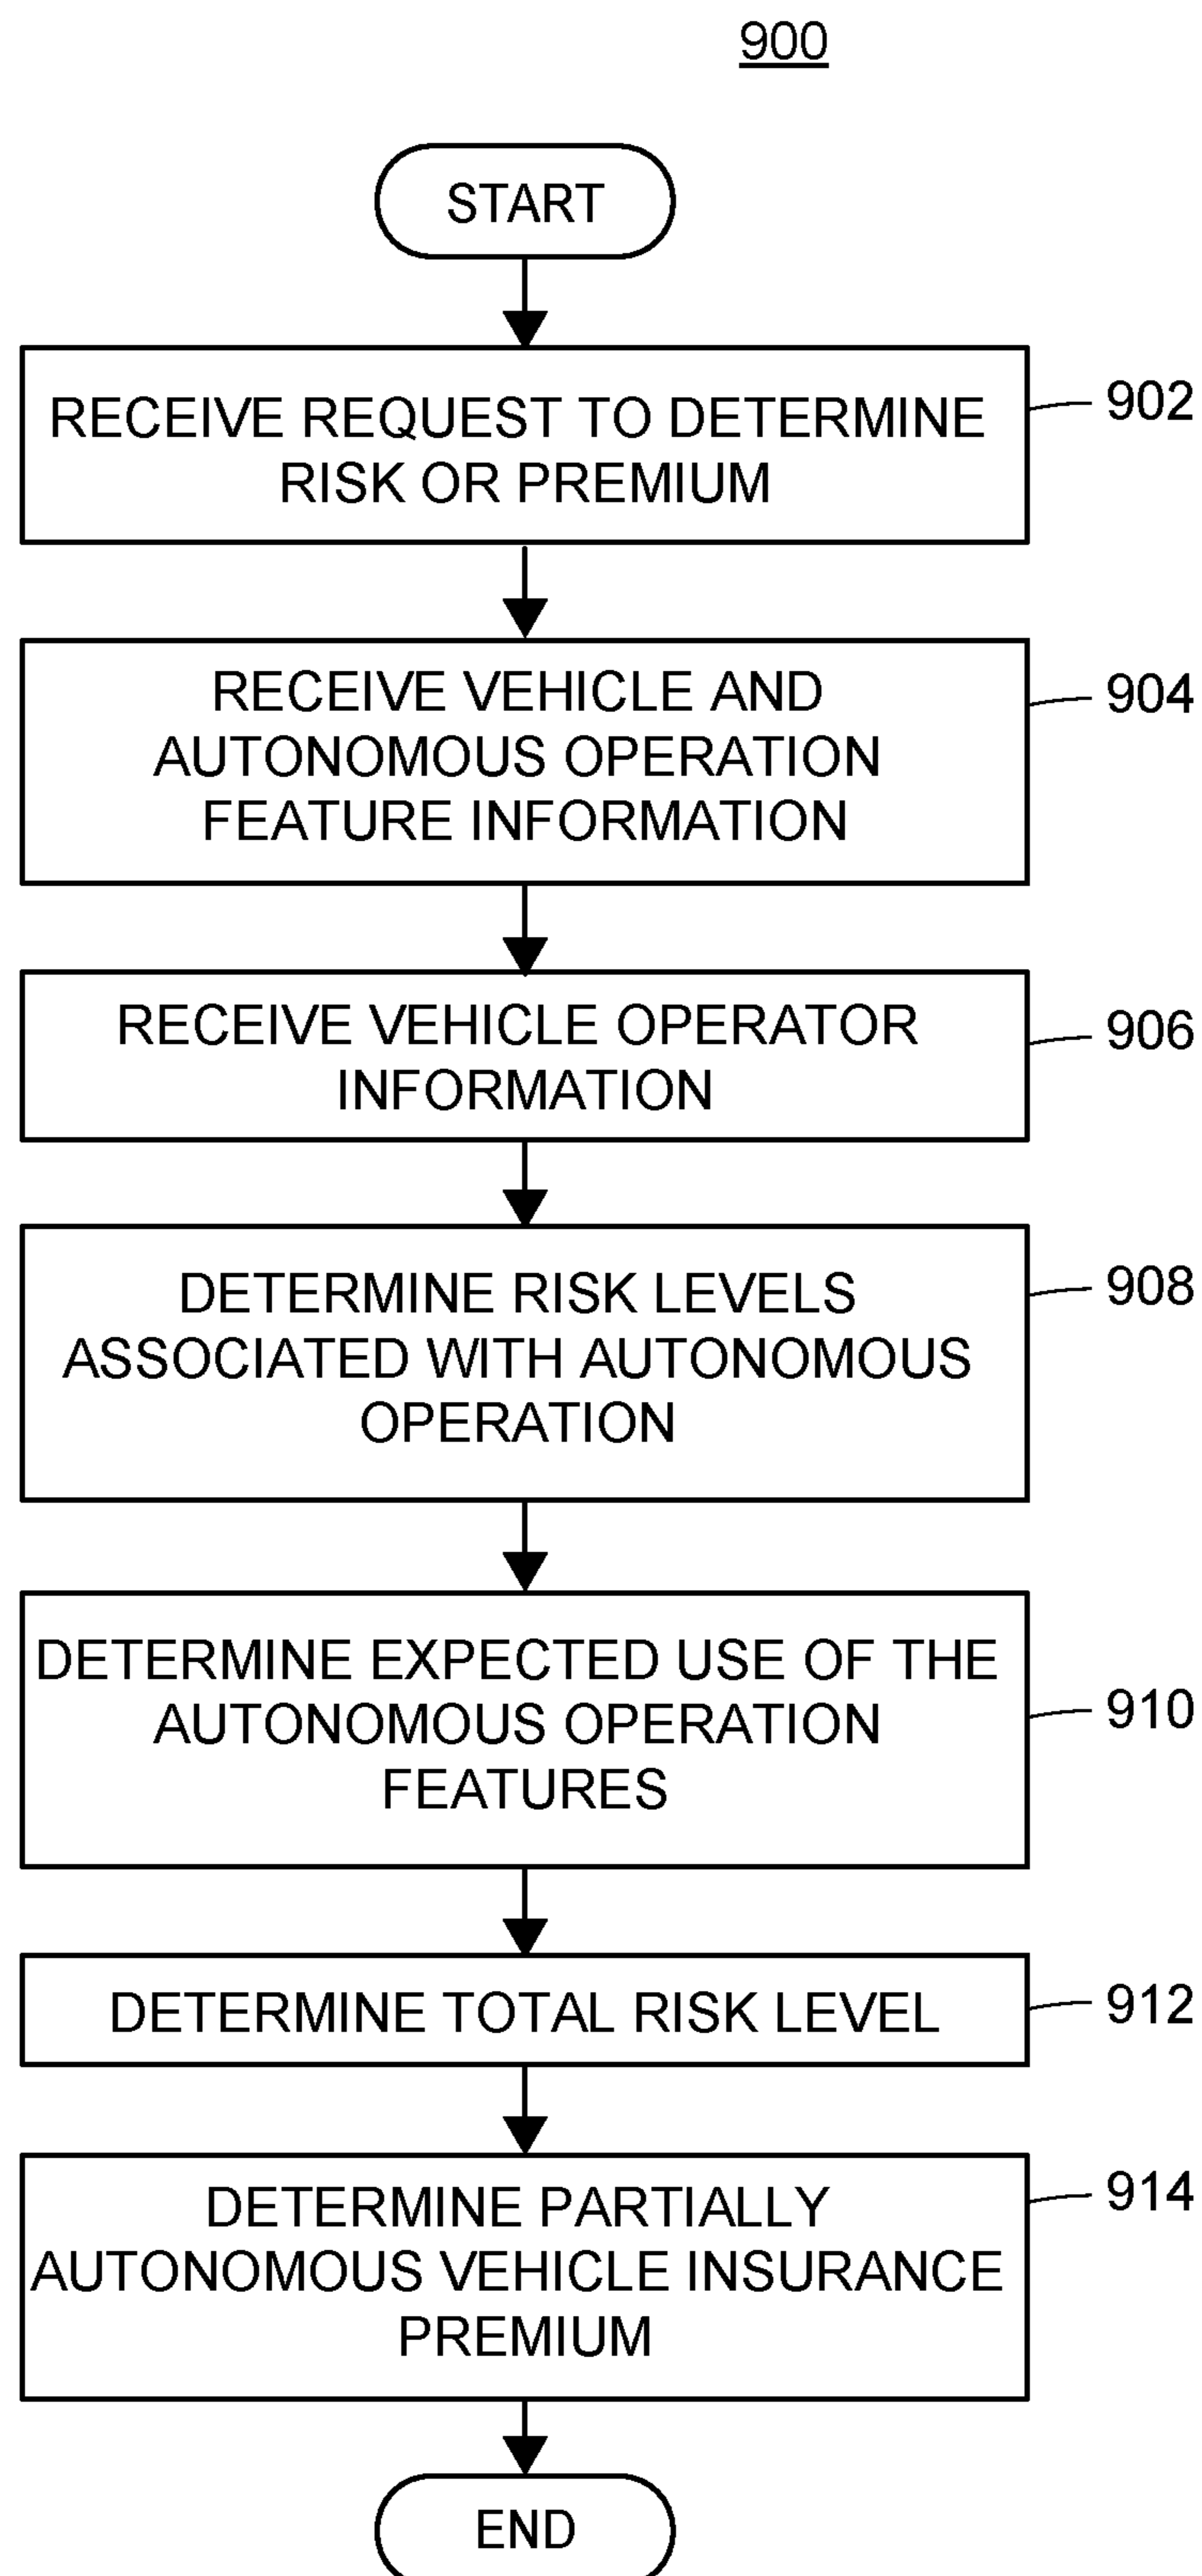 900
START
RECEIVE REQUEST TO DETERMINE
RISK OR PREMIUM
902
RECEIVE VEHICLE AND
AUTONOMOUS OPERATION
FEATURE INFORMATION
904
RECEIVE VEHICLE OPERATOR
INFORMATION
906
DETERMINE RISK LEVELS
ASSOCIATED WITH AUTONOMOUS
OPERATION
908
DETERMINE EXPECTED USE OF THE
AUTONOMOUS OPERATION
FEATURES
910
DETERMINE TOTAL RISK LEVEL
912
DETERMINE PARTIALLY
AUTONOMOUS VEHICLE INSURANCE
PREMIUM
914
END